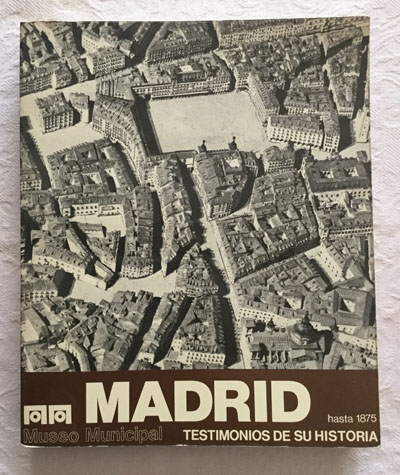 MADRID
hasta 1875
Museo Municipal
TESTIMONIOS DE SU HISTORIA